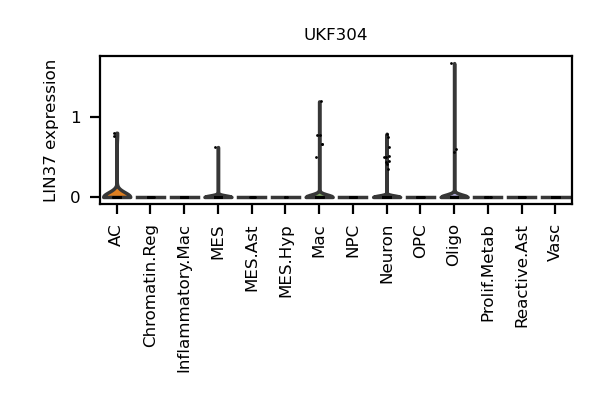 UKF304
LIN37 expression
1
0
AC
Chromatin.Reg
Inflammatory.Mac
MES
MES.Ast
MES.Hyp
Mac
NPC
Neuron
OPC
Oligo
Prolif.Metab
Reactive.Ast
Vasc